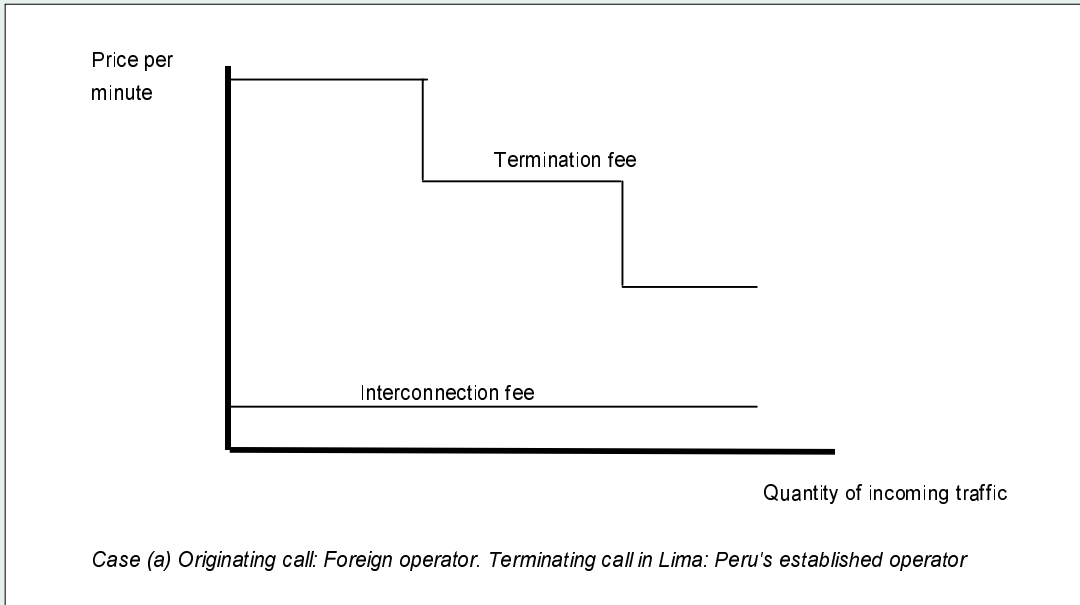 Price per
minute
Termination fee
Interconnection fee
Quantity of incoming traffic
Case (a) Originating call: Foreign operator. Terminating call in Lima: Peru's established operator